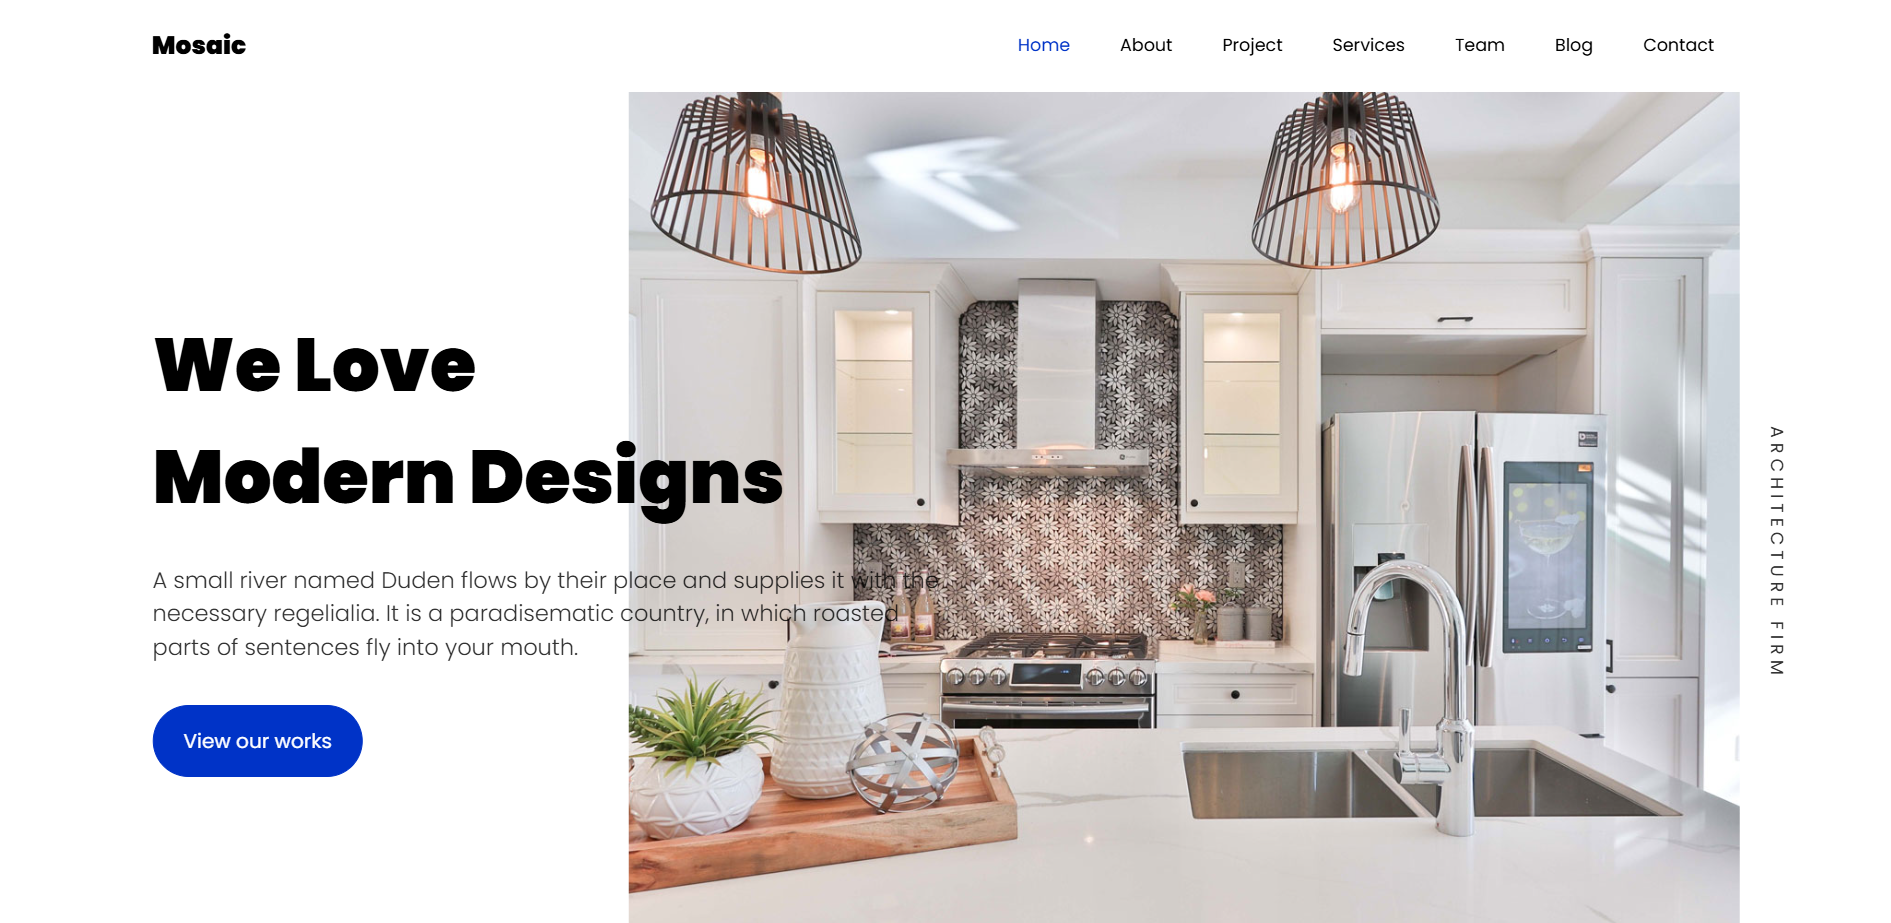 Mosaic
Home
About
Project
Services
Team
Blog
Contact
We Love
Modern Designs
A small river named Duden flows by their place and supplies it with the
necessary regelialia. It is a paradisematic country, in which roasted
parts of sentences fly into your mouth.
View our works
ARCHITECTURE FIRM